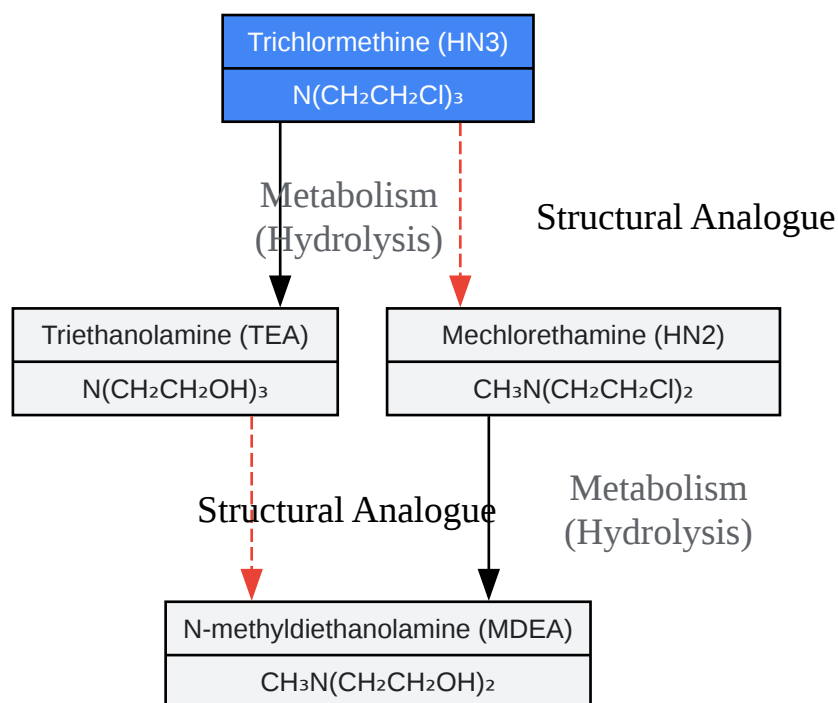 Trichlormethine (HN3)
N(CH₂CH₂Cl)₃
Metabolism
(Hydrolysis)
Structural Analogue
Triethanolamine (TEA)
N(CH₂CH₂OH)₃
Mechlorethamine (HN2)
CH₃N(CH₂CH₂Cl)₂
Structural Analogue
Metabolism
(Hydrolysis)
N-methyldiethanolamine (MDEA)
CH₃N(CH₂CH₂OH)₂